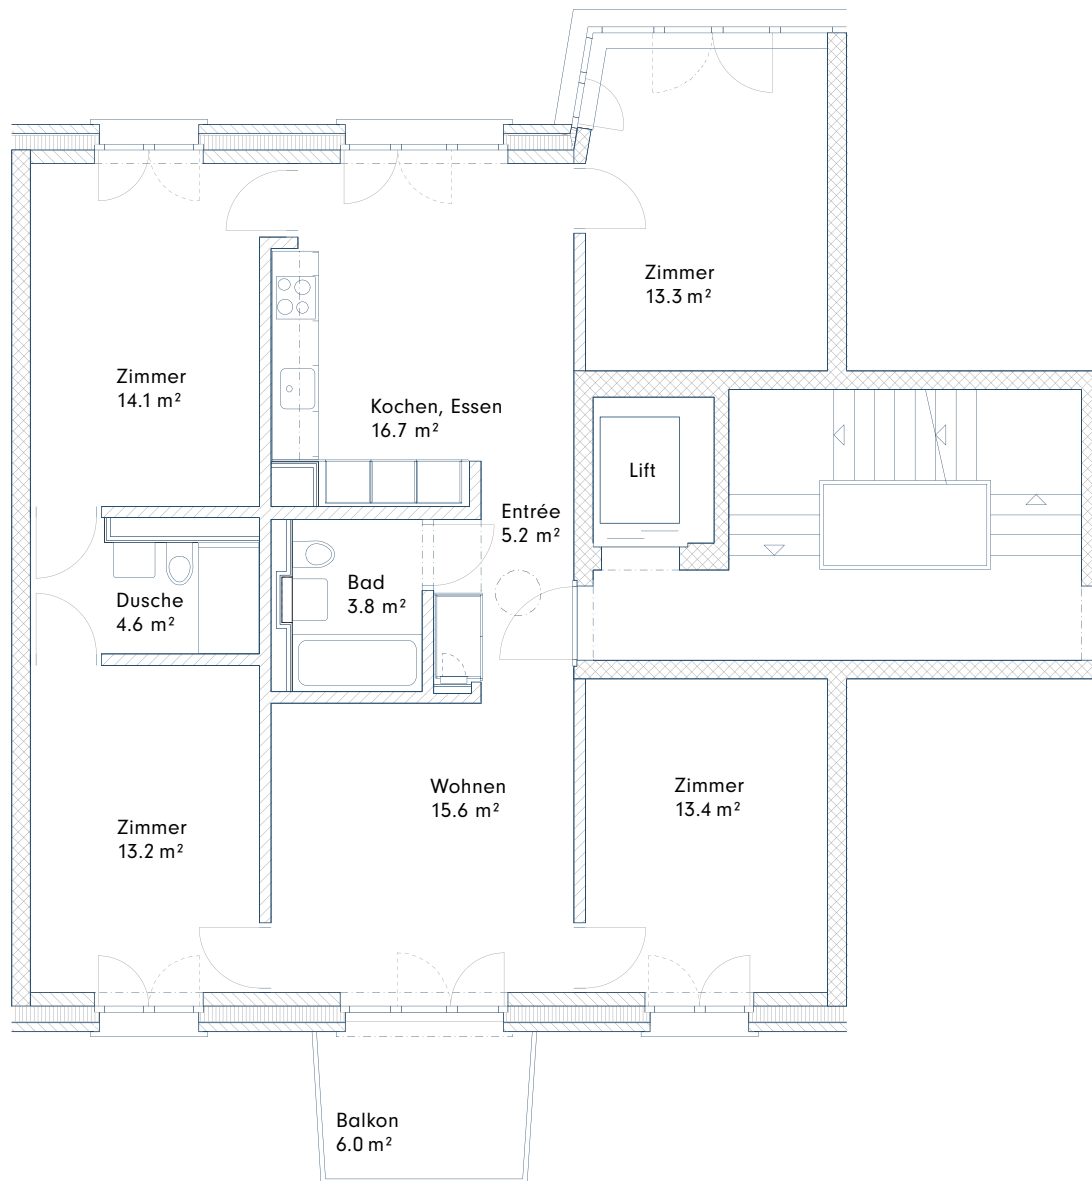 Zimmer
13.3 m²
Zimmer
14.1 m²
Kochen, Essen
16.7 m²
Lift
Entrée
5.2 m²
Bad
3.8 m²
Dusche
4.6 m²
Wohnen
15.6 m²
Zimmer
13.4 m²
Zimmer
13.2 m²
Balkon
6.0 m²